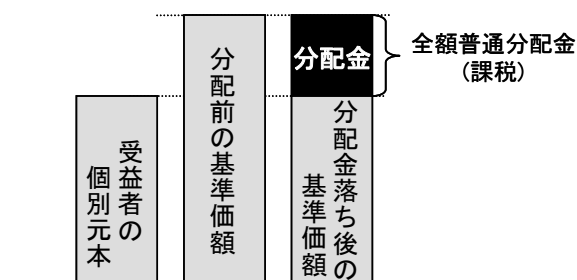 受益者の
個別元本
分配前の基準価額
分配金
分配金落ち後の
基準価額
全額普通分配金
(課税)